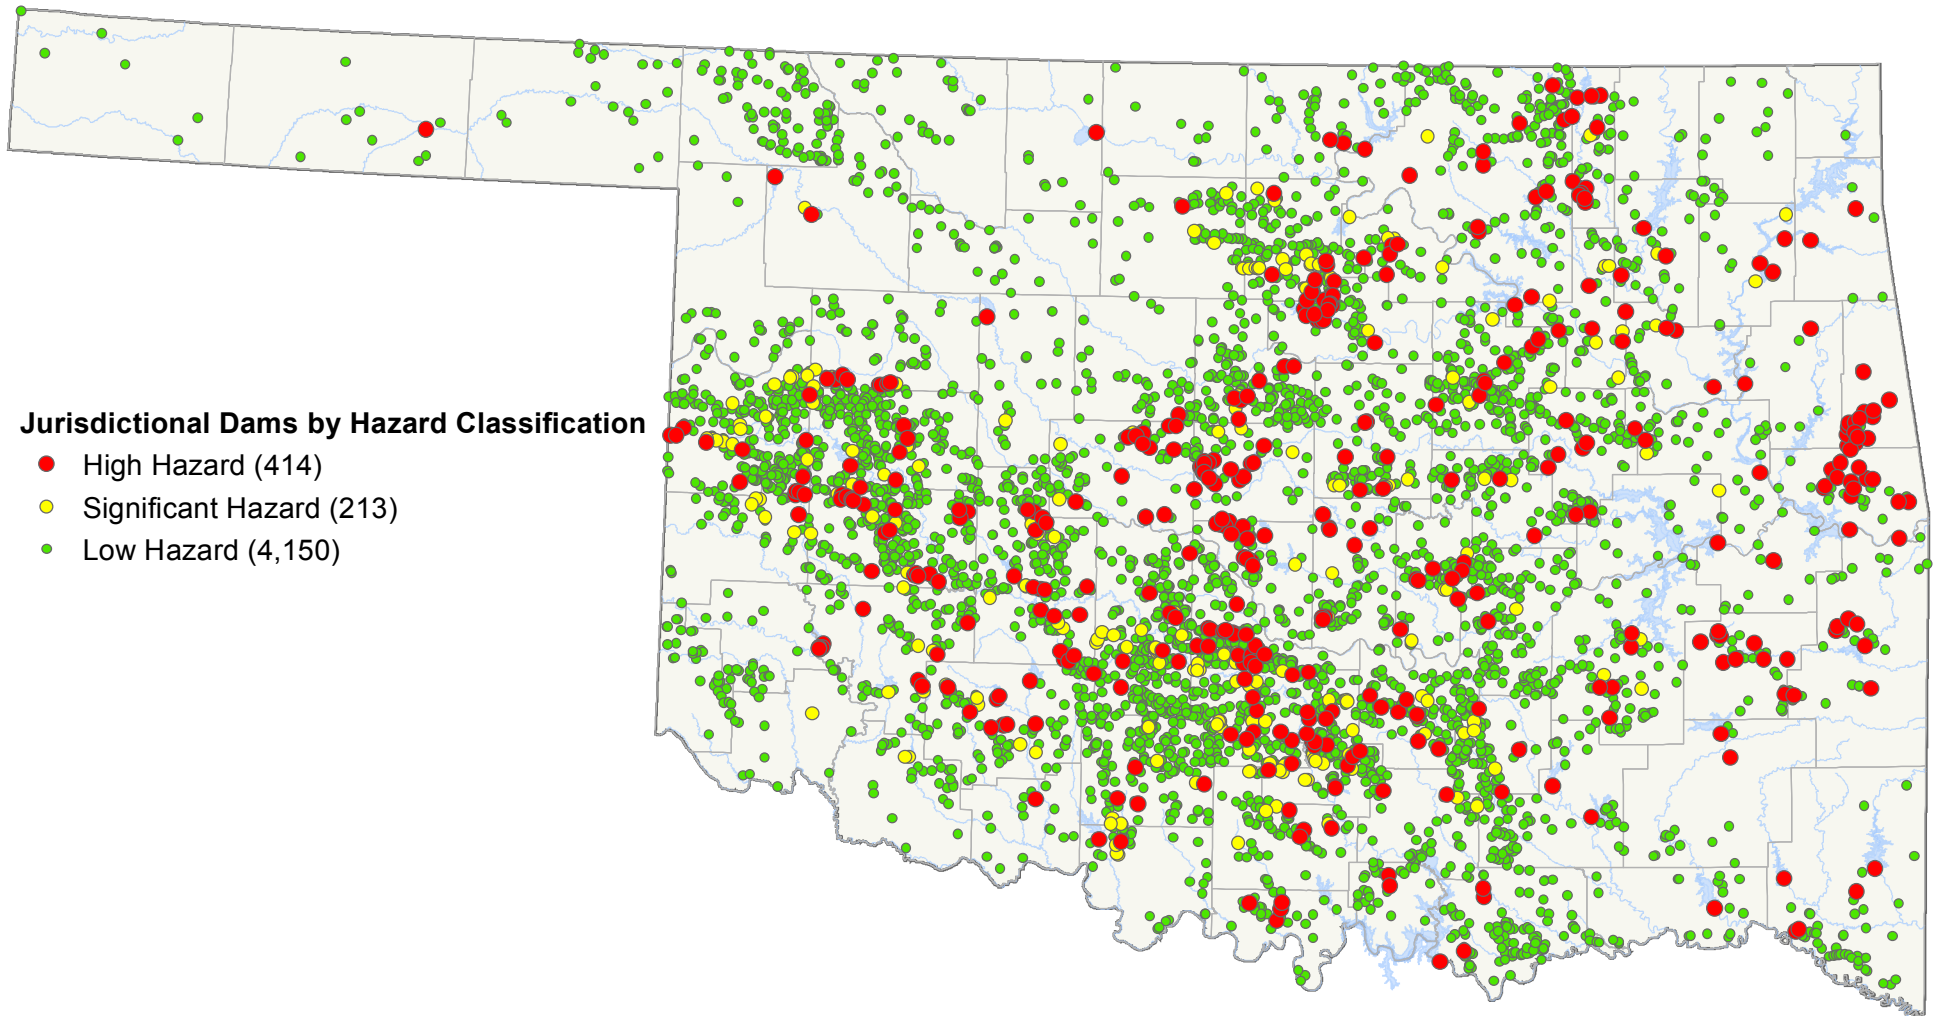 Jurisdictional Dams by Hazard Classification
High Hazard (414)
Significant Hazard (213)
Low Hazard (4,150)